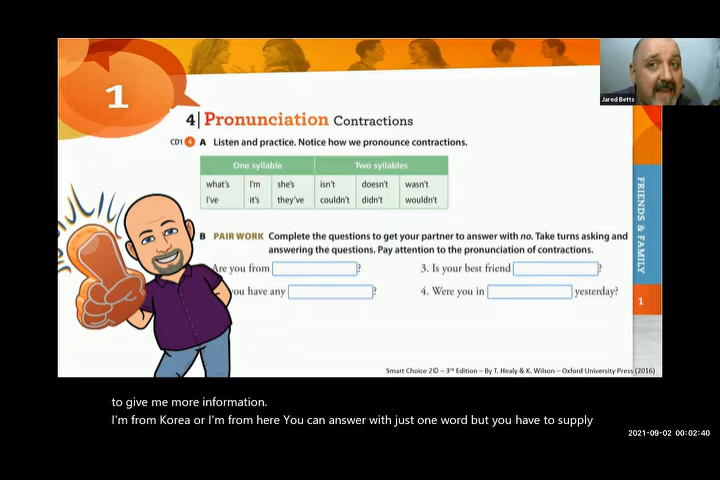 1
Jared Betts
4 Pronunciation Contractions
CD1 4 A Listen and practice. Notice how we pronounce contractions.
One syllable Two syllables
what's I'm she's isn't doesn't wasn't
I've it's they've couldn't didn't wouldn't
B PAIR WORK Complete the questions to get your partner to answer with no. Take turns asking and
answering the questions. Pay attention to the pronunciation of contractions.
Are you from ? 3. Is your best friend ?
you have any ? 4. Were you in yesterday?
FRIENDS & FAMILY
1
Smart Choice 2© - 3rd Edition – By T. Healy & K. Wilson – Oxford University Press (2016)
to give me more information.
I'm from Korea or I'm from here You can answer with just one word but you have to supply
2021-09-02 00:02:40